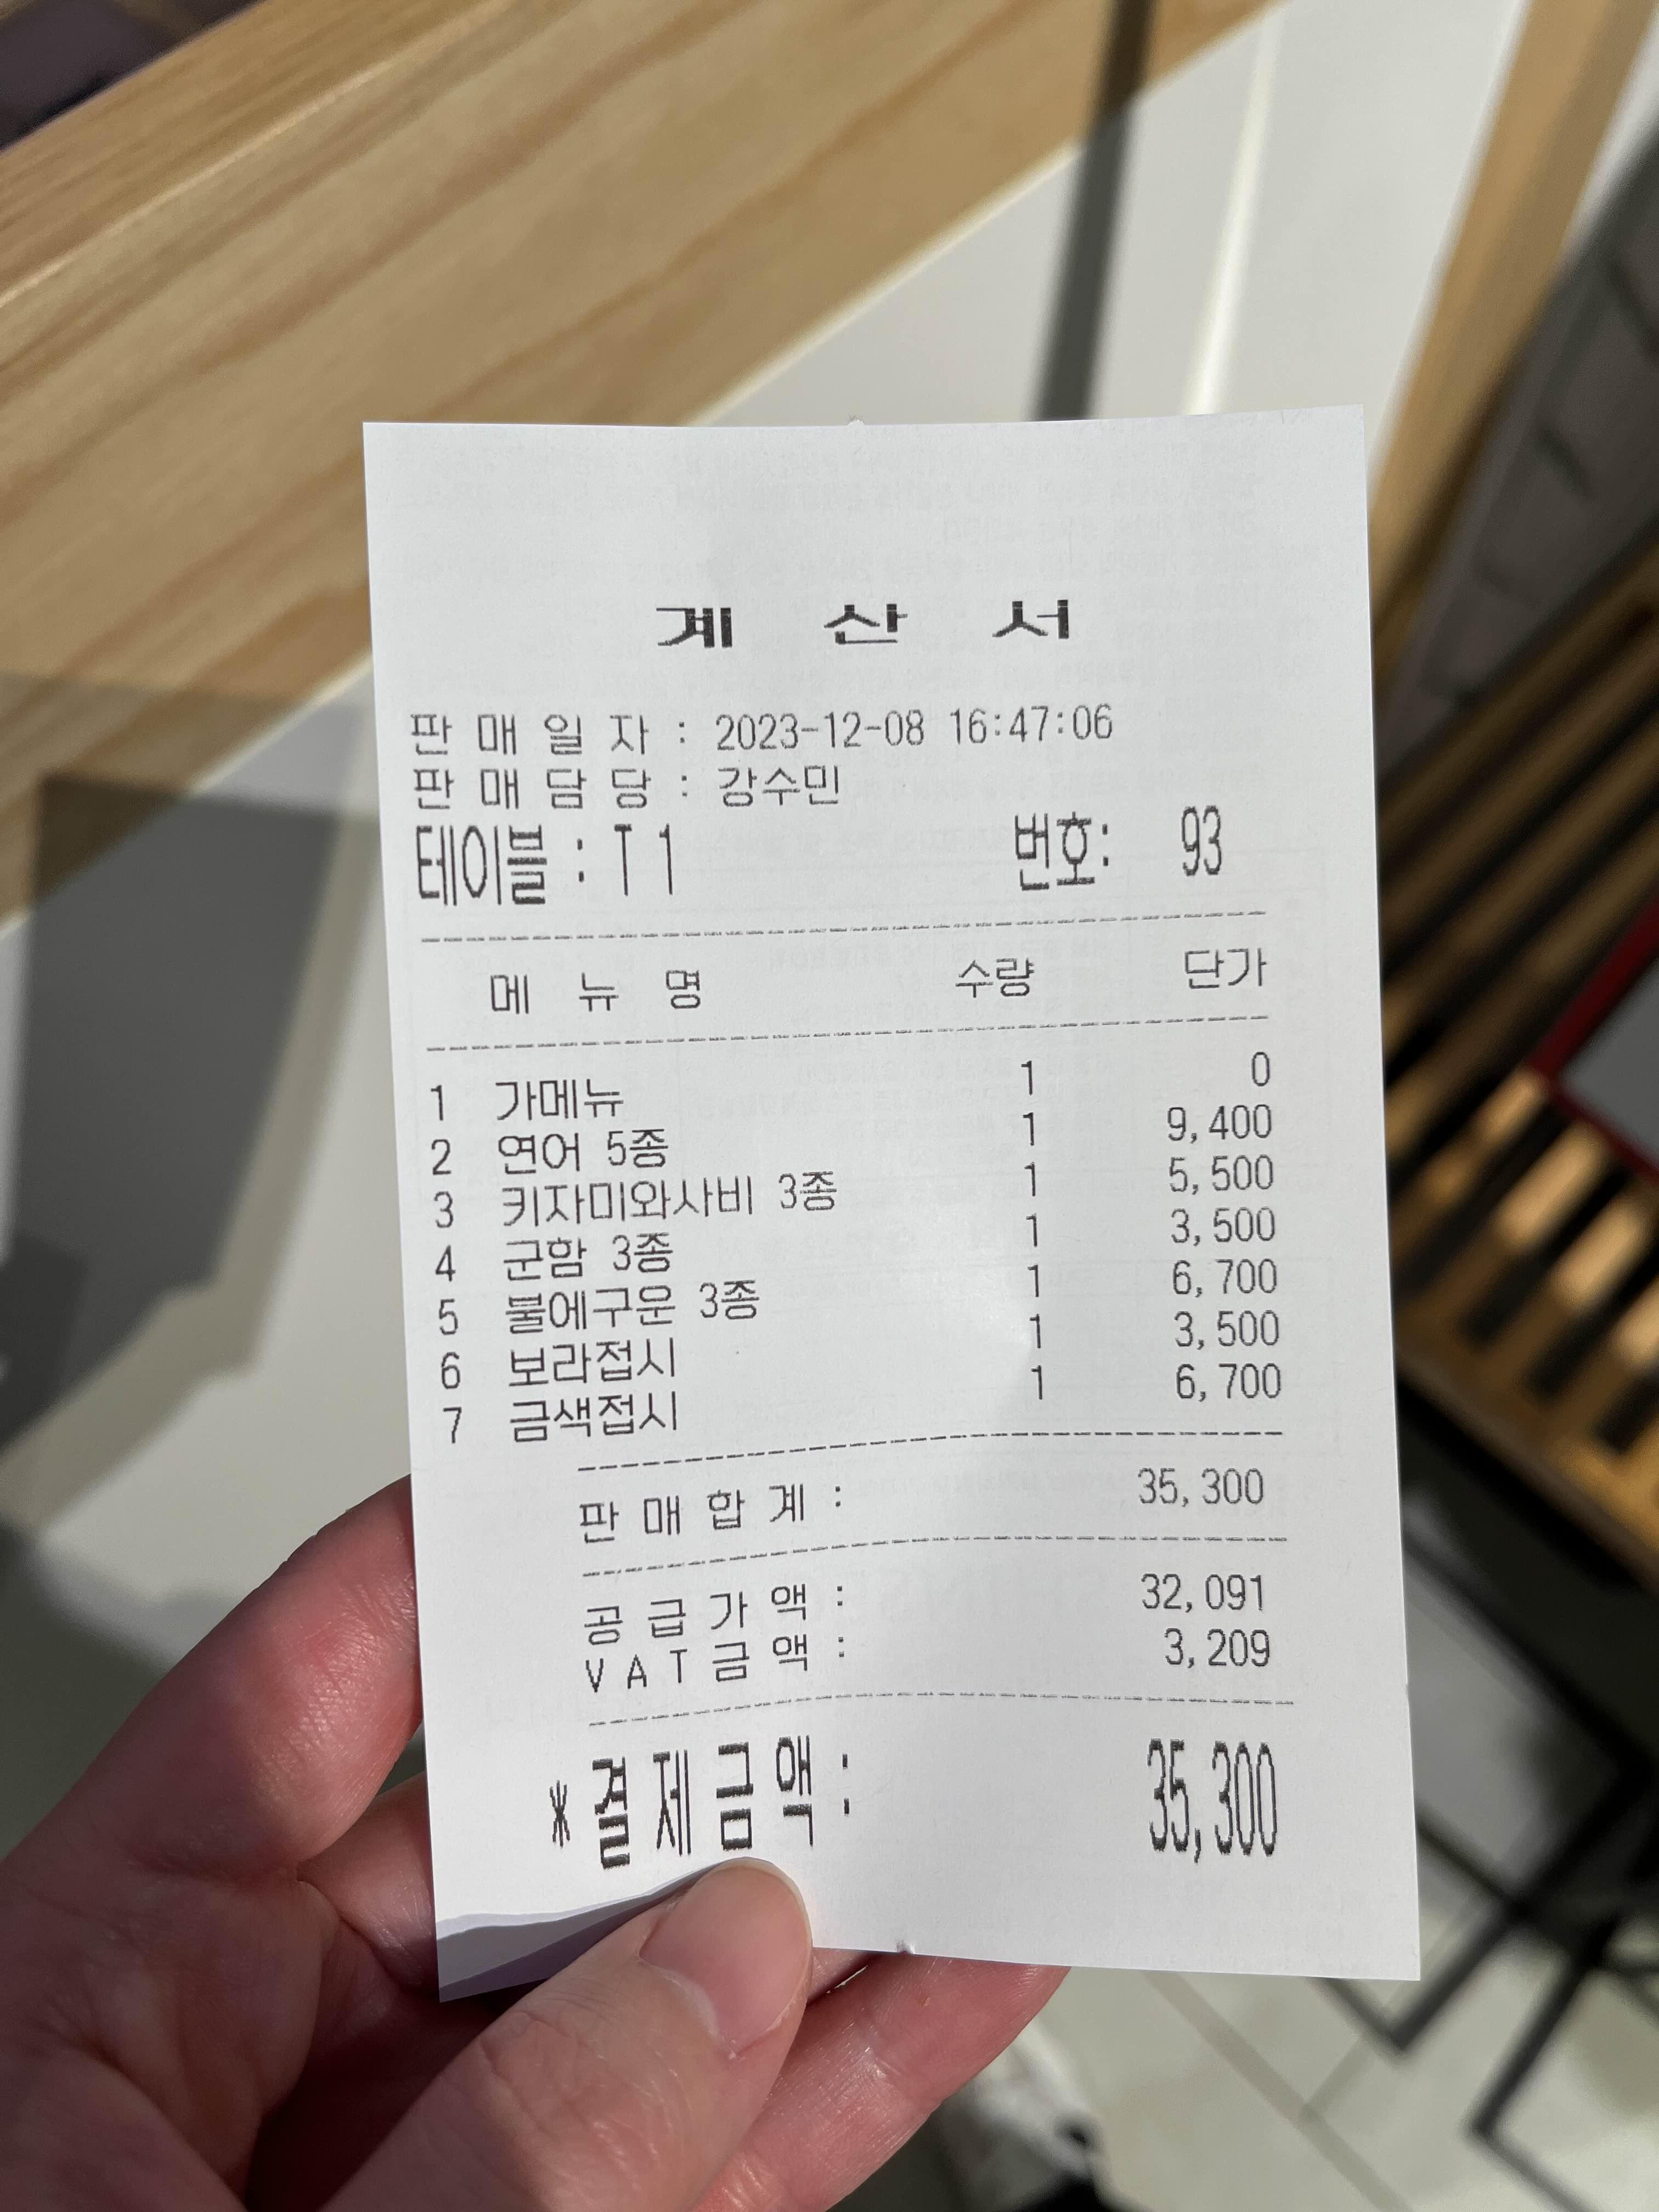 계 산 서
판 매 일 자 : 2023-12-08 16:47:06
판 매 담 당 : 강수민
테이블 : T 1 번호: 93
메 뉴 명 수량 단가
1 가메뉴 1 0
2 연어 5종 1 9,400
3 키자미와사비 3종 1 5,500
4 군함 3종 1 3,500
5 불에구운 3종 1 6,700
6 보라접시 1 3,500
7 금색접시 1 6,700
판 매 합 계 : 35,300
공 급 가 액 : 32,091
V A T 금 액 : 3,209
* 결 제 금 액 : 35,300